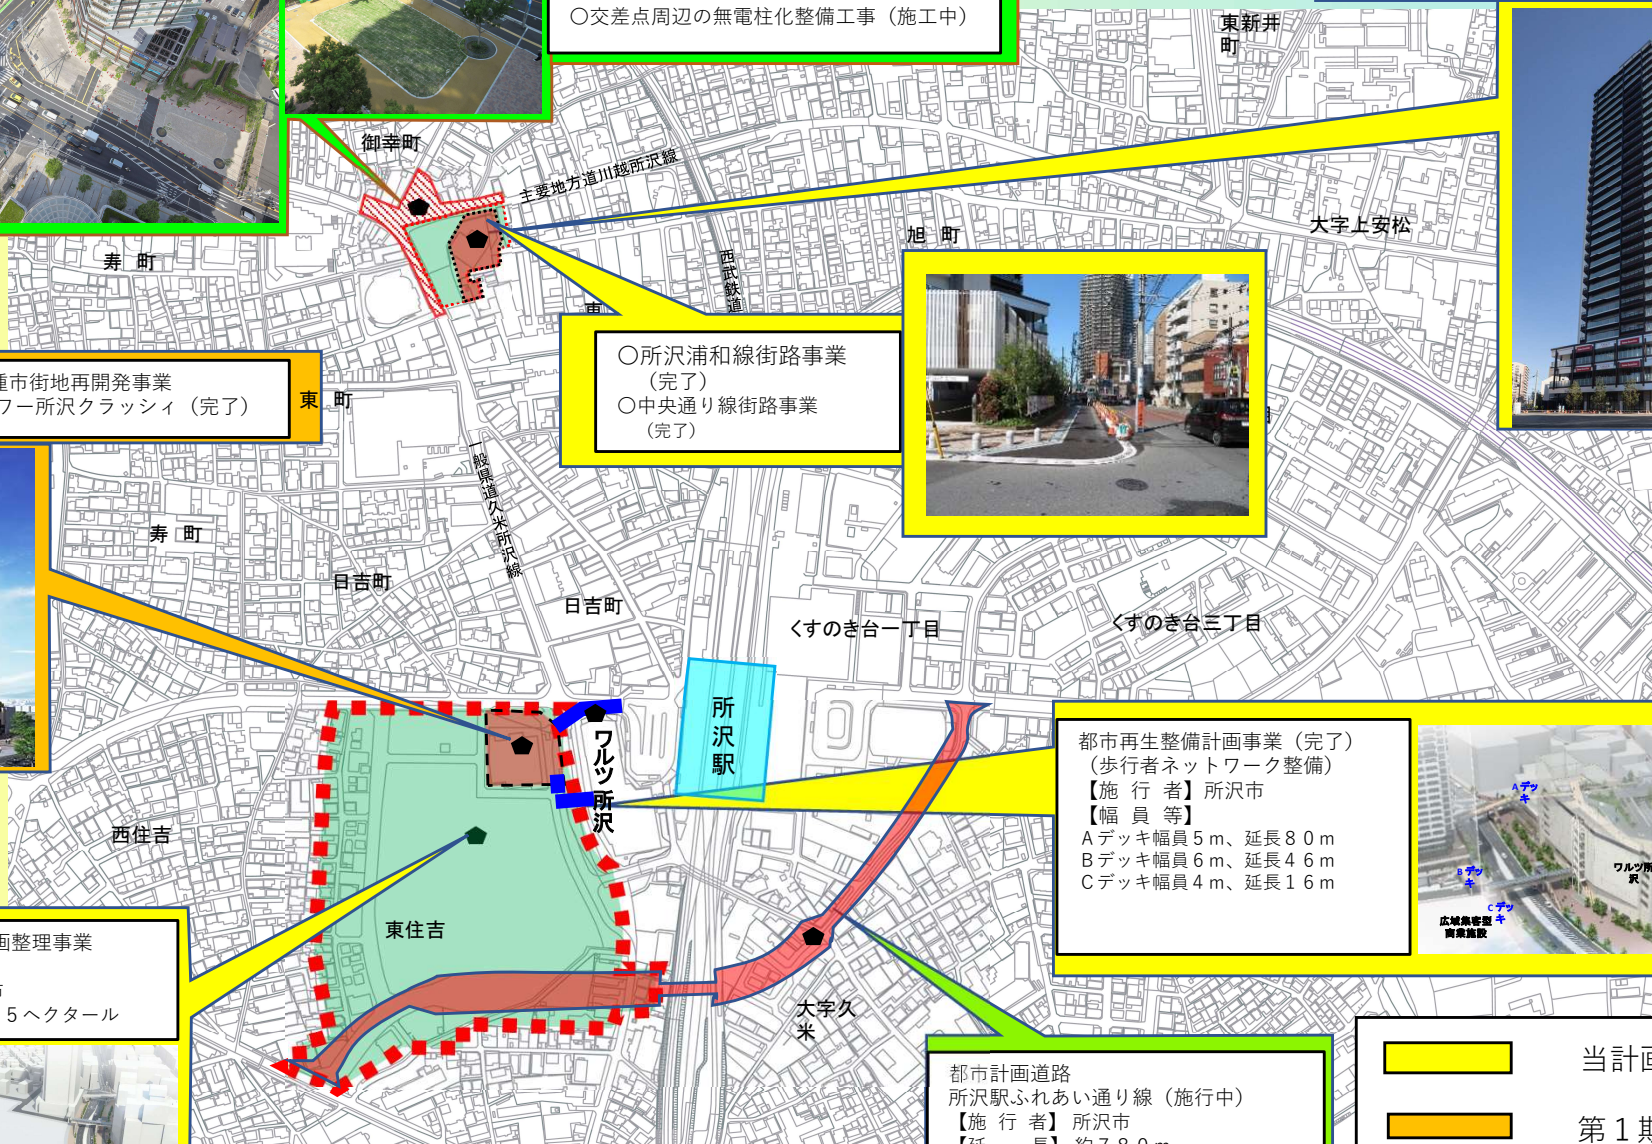 ○交差点周辺の無電柱化整備工事（施工中）
東新井
町
御幸町
主要地方道川越所沢線
大字上安松
旭 町
寿 町
西武鉄道
東
○所沢浦和線街路事業
（完了）
○中央通り線街路事業
（完了）
種市街地再開発事業
ワー所沢クラッシィ（完了）
東 町
一般県道久米所沢線
寿 町
日吉町
日吉町
くすのき台一丁目
くすのき台三丁目
所沢駅
ワルツ所沢
都市再生整備計画事業（完了）
（歩行者ネットワーク整備）
【施 行 者】所沢市
【幅 員 等】
Aデッキ幅員５ｍ、延長８０ｍ
Bデッキ幅員６ｍ、延長４６ｍ
Cデッキ幅員４ｍ、延長１６ｍ
Aデッ
キ
Bデッ
キ
Cデッ
キ
ワルツ所
沢
広域集客型
商業施設
西住吉
東住吉
画整理事業
５ヘクタール
大字久
米
都市計画道路
所沢駅ふれあい通り線（施行中）
【施 行 者】所沢市
【延 長】約７８０ｍ
当計画
第１期